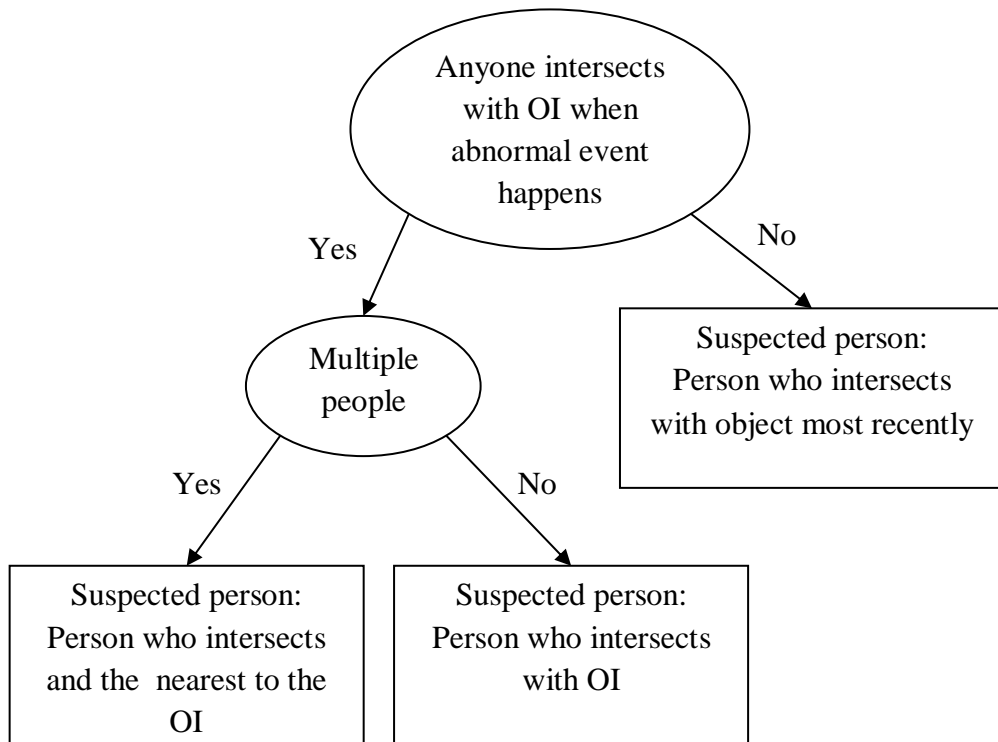 Anyone intersects
with OI when
abnormal event
happens
Yes
No
Multiple
people
Suspected person:
Person who intersects
with object most recently
Yes
No
Suspected person:
Person who intersects
and the nearest to the
OI
Suspected person:
Person who intersects
with OI